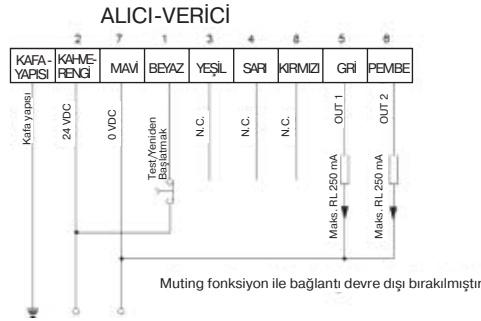 ALICI-VERİCİ
2 7 1 3 4 8 5 6
KAFA-
YAPISI
KAHVE-
RENGİ
MAVİ
BEYAZ
YEŞİL
SARI
KIRMIZI
GRİ
PEMBE
Kafa yapısı
24 VDC
0 VDC
Test/Yeniden
Başlatmak
N.C.
N.C.
N.C.
OUT 1
Maks. RL 250 mA
OUT 2
Maks. RL 250 mA
Muting fonksiyon ile bağlantı devre dışı bırakılmıştır